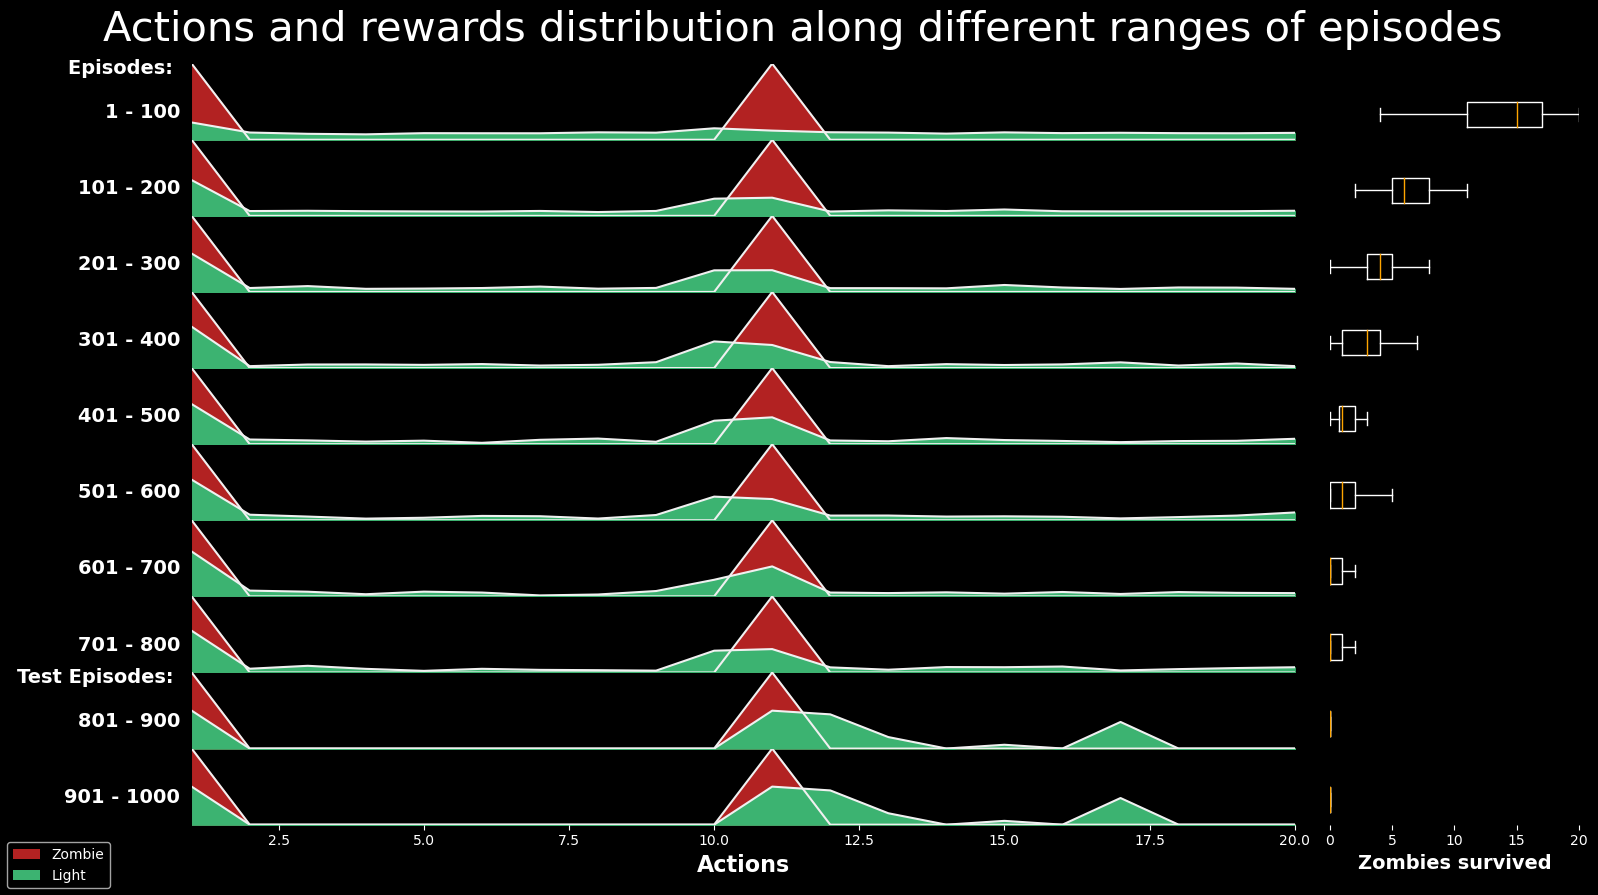 Actions and rewards distribution along different ranges of episodes
Episodes:
1 - 100
101 - 200
201 - 300
301 - 400
401 - 500
501 - 600
601 - 700
701 - 800
Test Episodes:
801 - 900
901 - 1000
2.5 5.0 7.5 10.0 12.5 15.0 17.5 20.0
0 5 10 15 20
Actions
Zombies survived
Zombie
Light